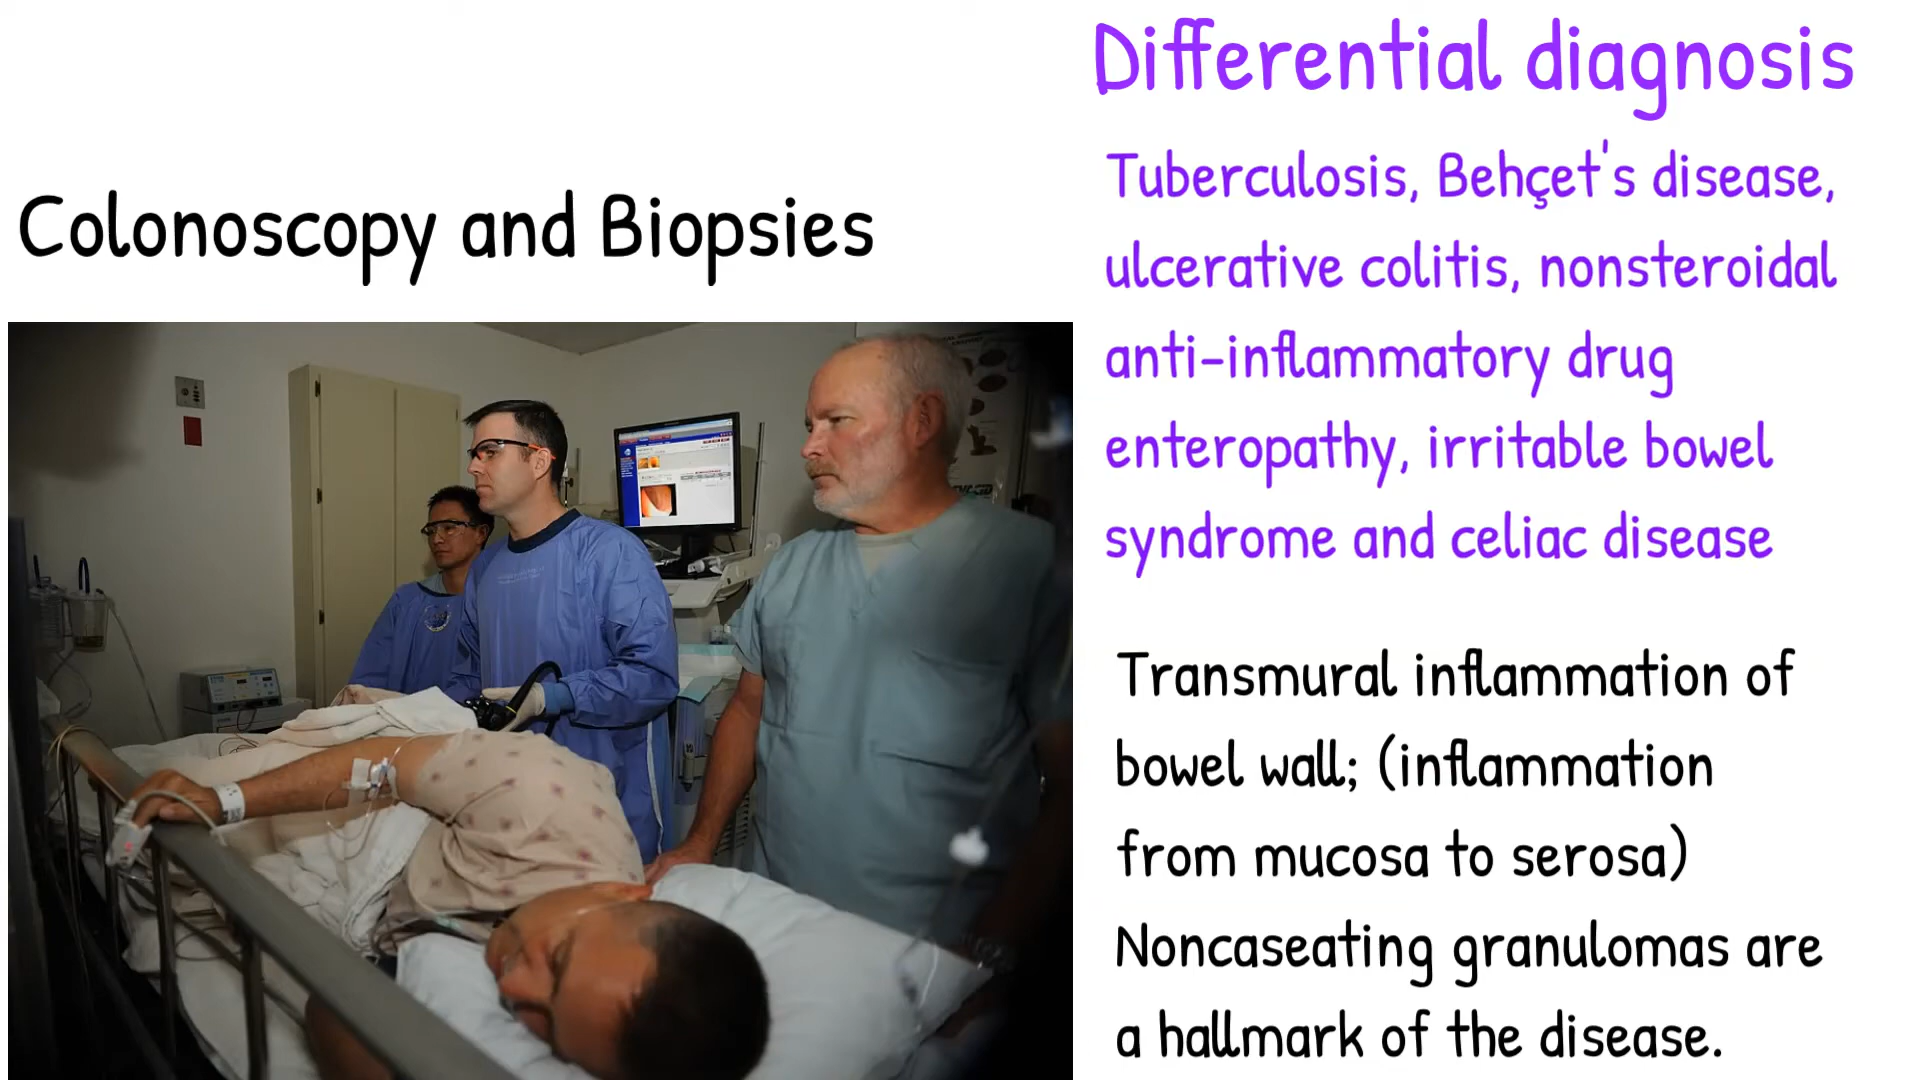 Colonoscopy and Biopsies
Differential diagnosis
Tuberculosis, Behçet's disease,
ulcerative colitis, nonsteroidal
anti-inflammatory drug
enteropathy, irritable bowel
syndrome and celiac disease
Transmural inflammation of
bowel wall; (inflammation
from mucosa to serosa)
Noncaseating granulomas are
a hallmark of the disease.